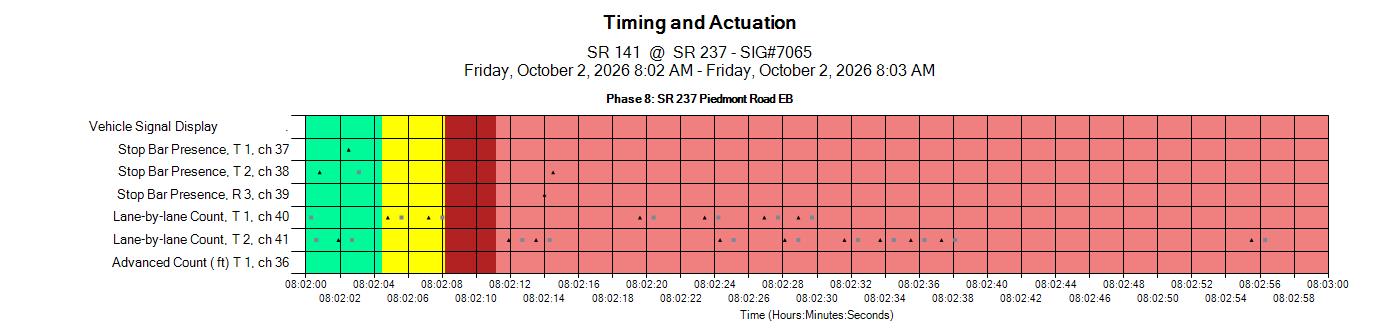 Timing and Actuation
SR 141 @ SR 237 - SIG#7065
Friday, October 2, 2026 8:02 AM - Friday, October 2, 2026 8:03 AM
Phase 8: SR 237 Piedmont Road EB
Vehicle Signal Display .
Stop Bar Presence, T 1, ch 37
Stop Bar Presence, T 2, ch 38
Stop Bar Presence, R 3, ch 39
Lane-by-lane Count, T 1, ch 40
Lane-by-lane Count, T 2, ch 41
Advanced Count ( ft) T 1, ch 36
08:02:00 08:02:04 08:02:08 08:02:12 08:02:16 08:02:20 08:02:24 08:02:28 08:02:32 08:02:36 08:02:40 08:02:44 08:02:48 08:02:52 08:02:56 08:03:00
08:02:02 08:02:06 08:02:10 08:02:14 08:02:18 08:02:22 08:02:26 08:02:30 08:02:34 08:02:38 08:02:42 08:02:46 08:02:50 08:02:54 08:02:58
Time (Hours:Minutes:Seconds)